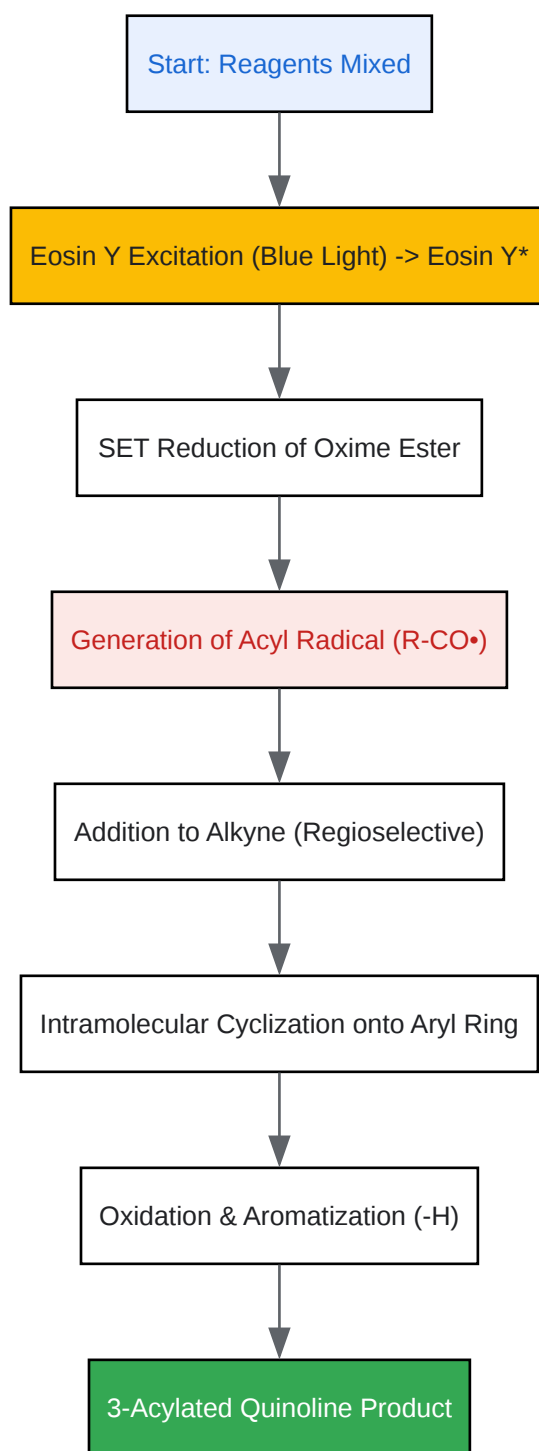 Start: Reagents Mixed
Eosin Y Excitation (Blue Light) -> Eosin Y*
SET Reduction of Oxime Ester
Generation of Acyl Radical (R-CO•)
Addition to Alkyne (Regioselective)
Intramolecular Cyclization onto Aryl Ring
Oxidation & Aromatization (-H)
3-Acylated Quinoline Product